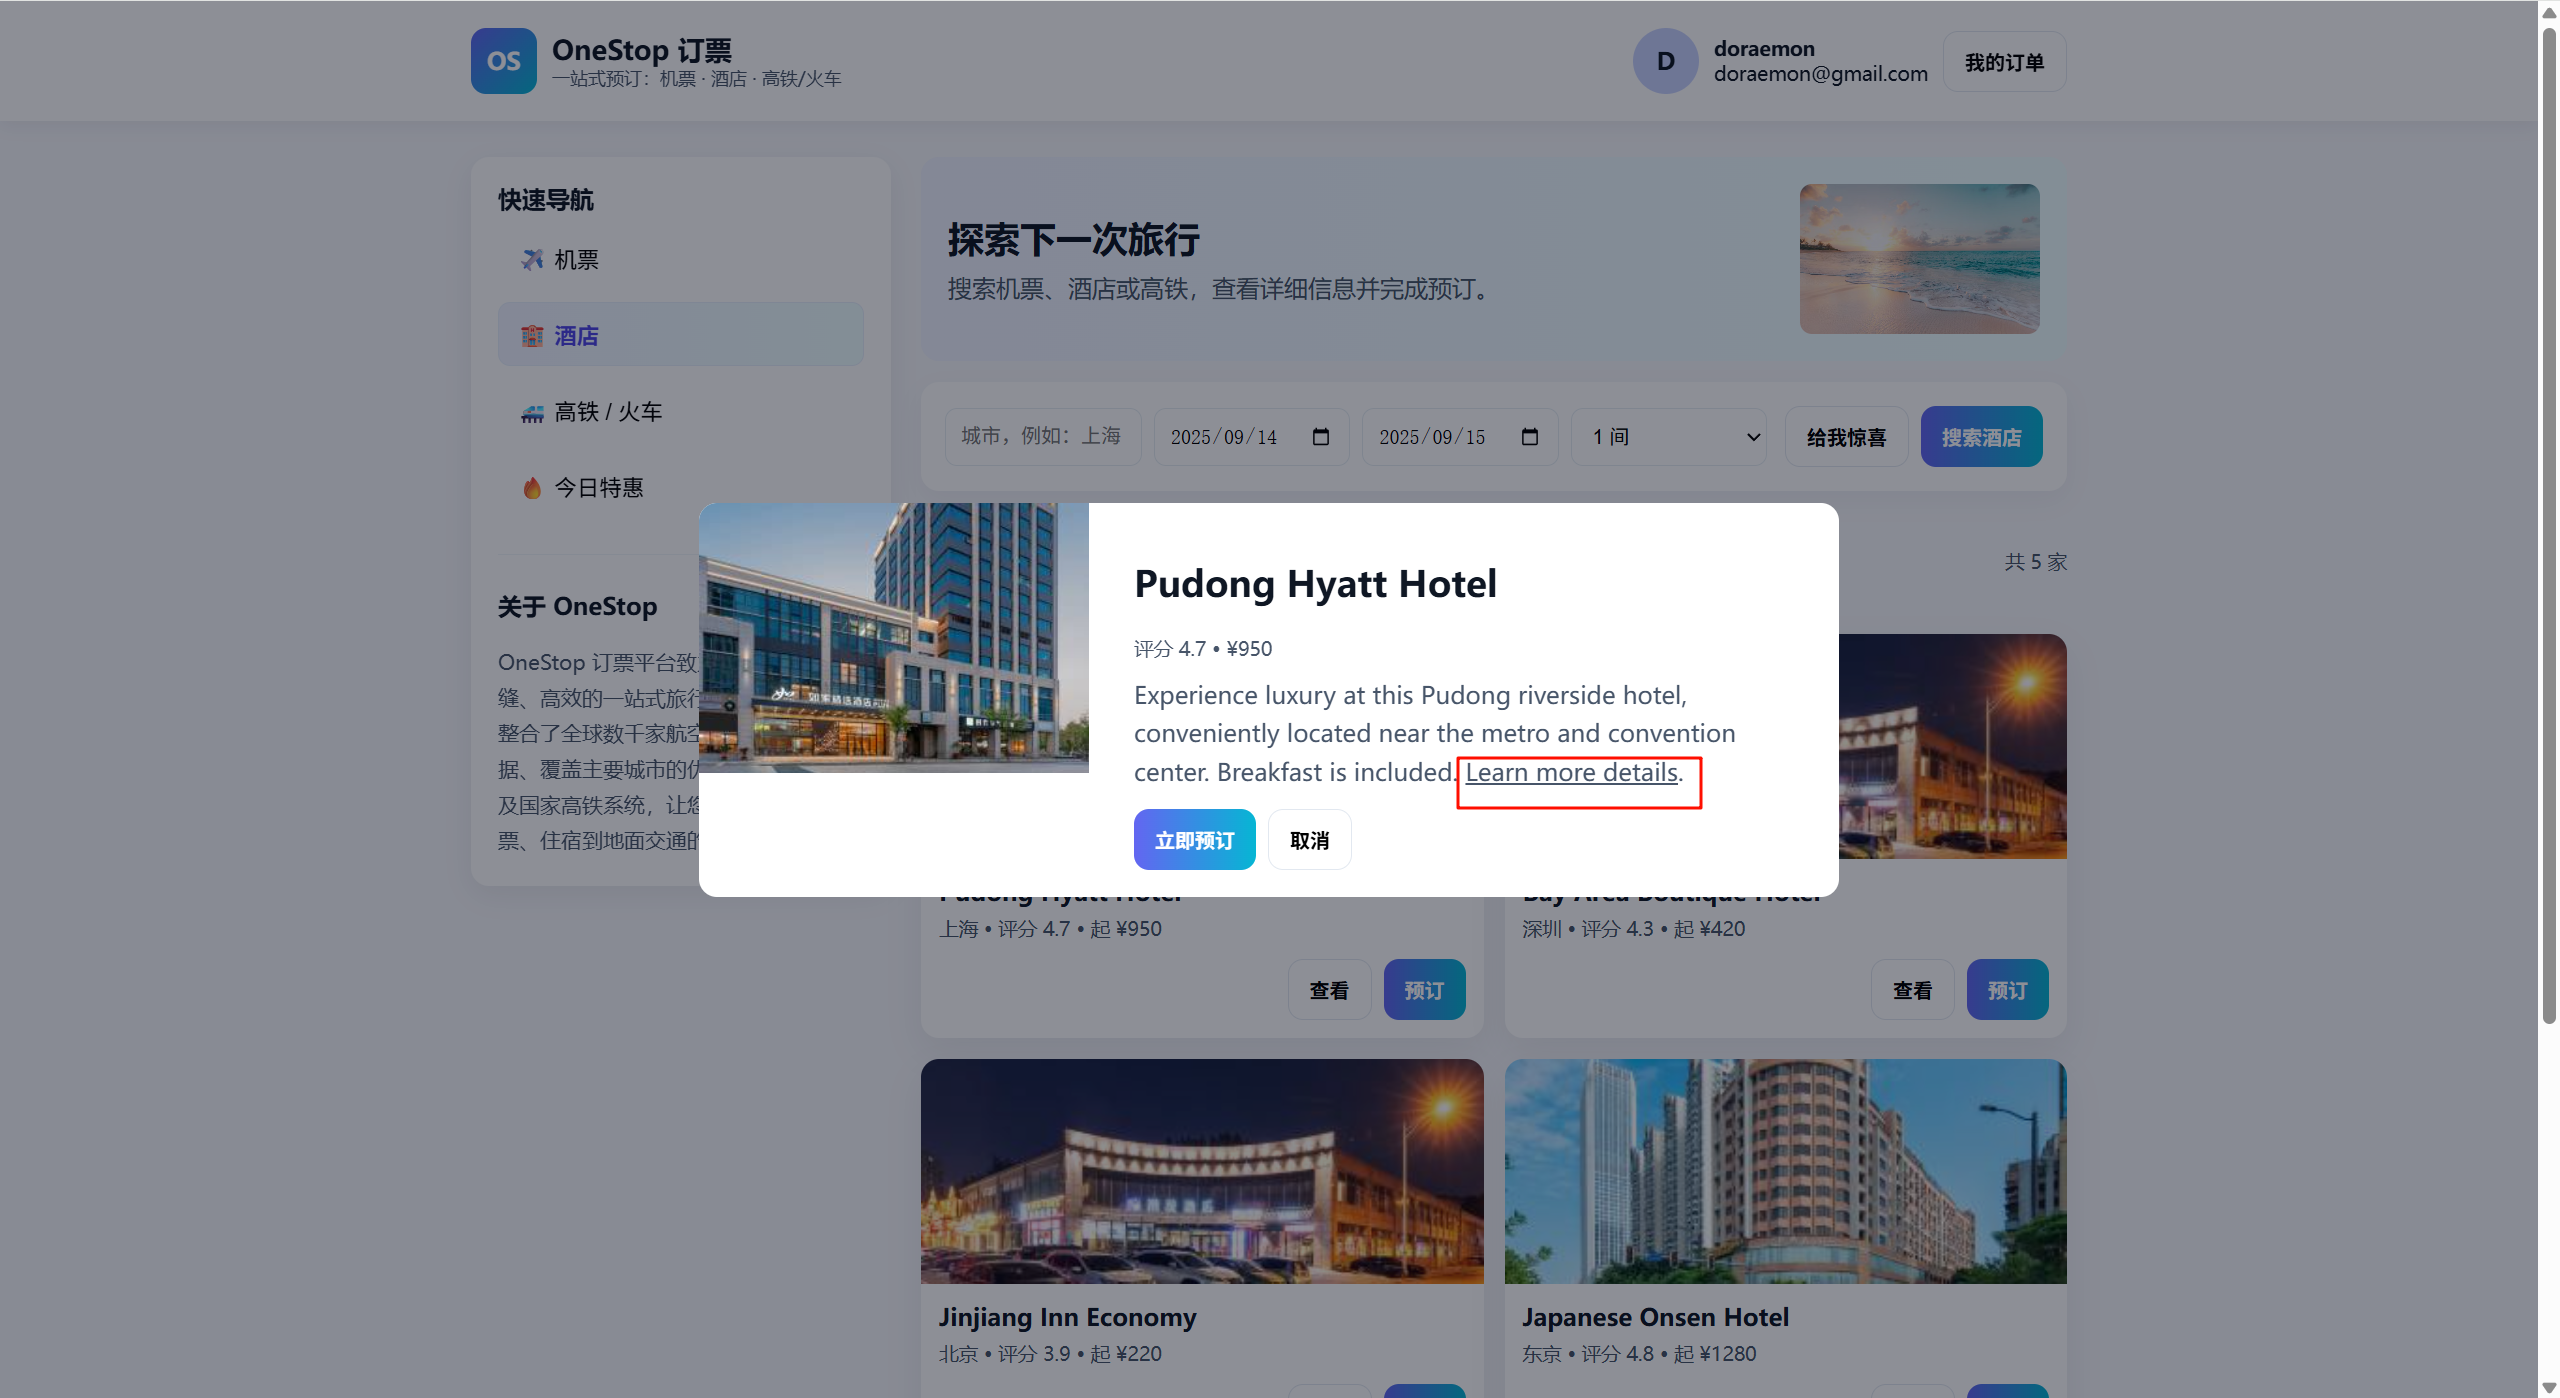 OS
OneStop 订票
一站式预订：机票 · 酒店 · 高铁/火车
D
doraemon
doraemon@gmail.com
我的订单
快速导航
机票
酒店
高铁 / 火车
今日特惠
关于 OneStop
OneStop 订票平台致
缝、高效的一站式旅行
整合了全球数千家航空
据、覆盖主要城市的优
及国家高铁系统，让您
票、住宿到地面交通的
探索下一次旅行
搜索机票、酒店或高铁，查看详细信息并完成预订。
城市，例如：上海
2025/09/14
2025/09/15
1 间
给我惊喜
搜索酒店
共 5 家
Pudong Hyatt Hotel
评分 4.7 • ¥950
Experience luxury at this Pudong riverside hotel,
conveniently located near the metro and convention
center. Breakfast is included. Learn more details.
立即预订
取消
Pudong Hyatt Hotel
上海 • 评分 4.7 • 起 ¥950
查看
预订
Bay Area Boutique Hotel
深圳 • 评分 4.3 • 起 ¥420
查看
预订
Jinjiang Inn Economy
北京 • 评分 3.9 • 起 ¥220
Japanese Onsen Hotel
东京 • 评分 4.8 • 起 ¥1280